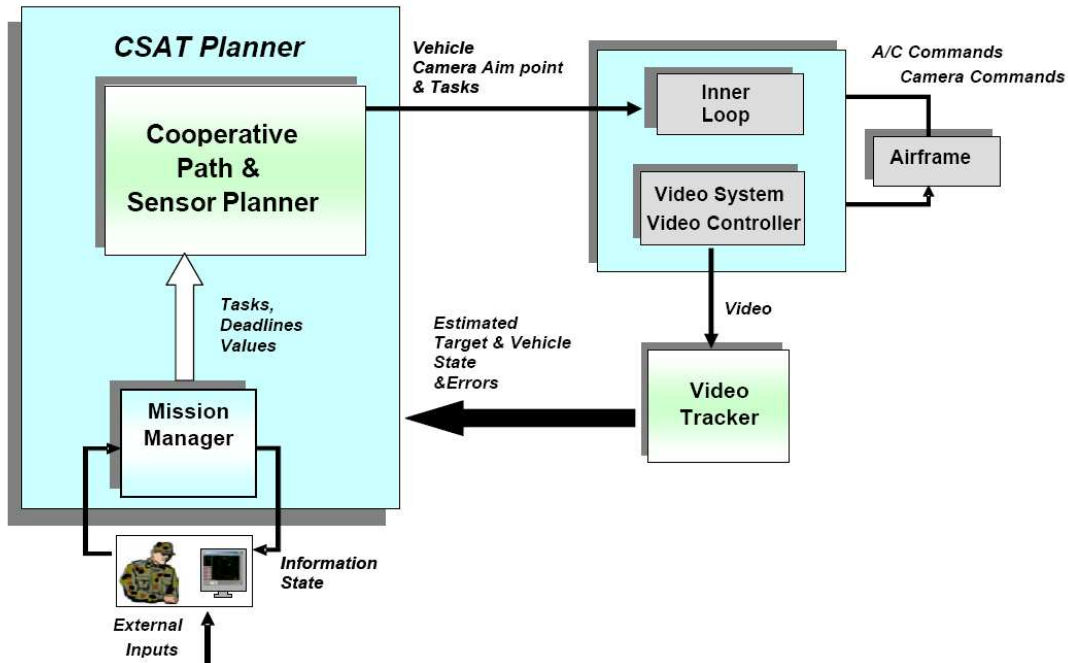 CSAT Planner
Cooperative
Path &
Sensor Planner
Tasks,
Deadlines
Values
Mission
Manager
Information
State
External
Inputs
Vehicle
Camera Aim point
& Tasks
Inner
Loop
Video System
Video Controller
A/C Commands
Camera Commands
Airframe
Video
Video
Tracker
Estimated
Target & Vehicle
State
&Errors